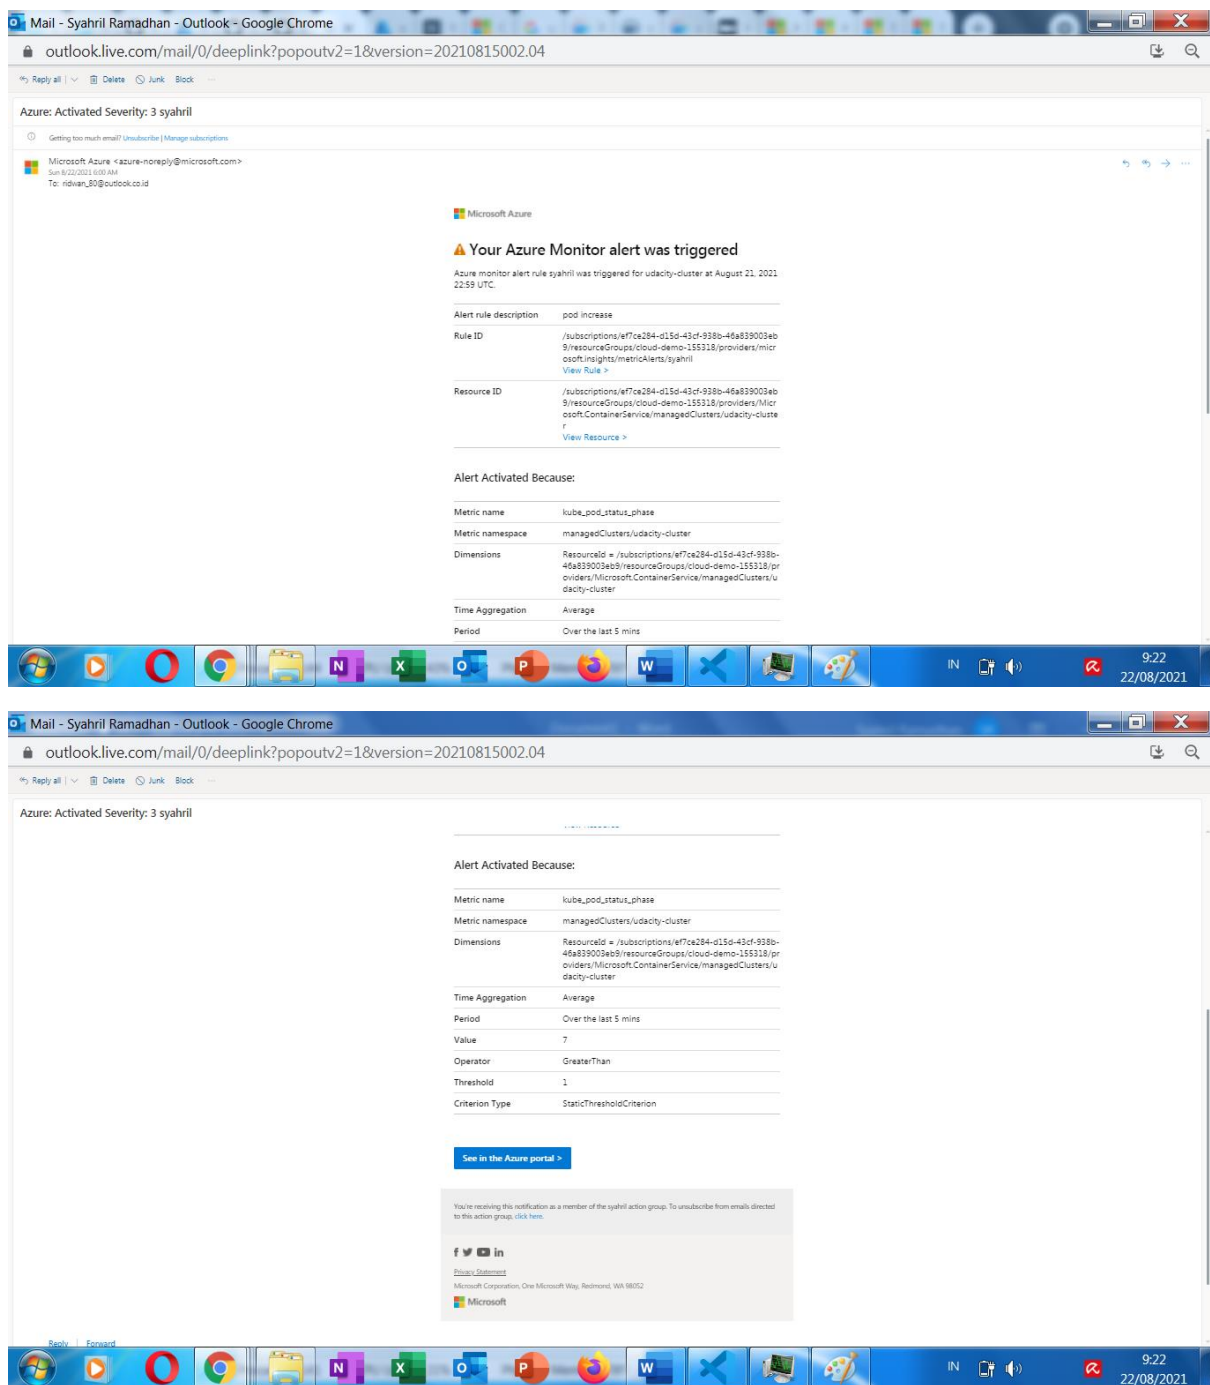 Mail - Syahril Ramadhan - Outlook - Google Chrome
outlook.live.com/mail/0/deeplink?popoutv2=1&version=20210815002.04
Reply all Delete Junk Block ...
Azure: Activated Severity: 3 syahril
Getting too much email? Unsubscribe | Manage subscriptions
Microsoft Azure <azure-noreply@microsoft.com>
Sun 8/22/2021 6:00 AM
To: ridwan_80@outlook.co.id
Microsoft Azure
Your Azure Monitor alert was triggered
Azure monitor alert rule syahril was triggered for udacity-cluster at August 21, 2021
22:59 UTC.
Alert rule description pod increase
Rule ID /subscriptions/ef7ce284-d15d-43cf-938b-46a839003eb
9/resourceGroups/cloud-demo-155318/providers/micr
osoft.insights/metricAlerts/syahril
View Rule >
Resource ID /subscriptions/ef7ce284-d15d-43cf-938b-46a839003eb
9/resourceGroups/cloud-demo-155318/providers/Micr
osoft.ContainerService/managedClusters/udacity-cluste
r
View Resource >
Alert Activated Because:
Metric name kube_pod_status_phase
Metric namespace managedClusters/udacity-cluster
Dimensions ResourceId = /subscriptions/ef7ce284-d15d-43cf-938b-
46a839003eb9/resourceGroups/cloud-demo-155318/pr
oviders/Microsoft.ContainerService/managedClusters/u
dacity-cluster
Time Aggregation Average
Period Over the last 5 mins
IN
9:22
22/08/2021
Mail - Syahril Ramadhan - Outlook - Google Chrome
outlook.live.com/mail/0/deeplink?popoutv2=1&version=20210815002.04
Reply all Delete Junk Block ...
Azure: Activated Severity: 3 syahril
Alert Activated Because:
Metric name kube_pod_status_phase
Metric namespace managedClusters/udacity-cluster
Dimensions ResourceId = /subscriptions/ef7ce284-d15d-43cf-938b-
46a839003eb9/resourceGroups/cloud-demo-155318/pr
oviders/Microsoft.ContainerService/managedClusters/u
dacity-cluster
Time Aggregation Average
Period Over the last 5 mins
Value 7
Operator GreaterThan
Threshold 1
Criterion Type StaticThresholdCriterion
See in the Azure portal >
You're receiving this notification as a member of the syahril action group. To unsubscribe from emails directed
to this action group, click here.
Privacy Statement
Microsoft Corporation, One Microsoft Way, Redmond, WA 98052
Microsoft
Reply Forward
IN
9:22
22/08/2021